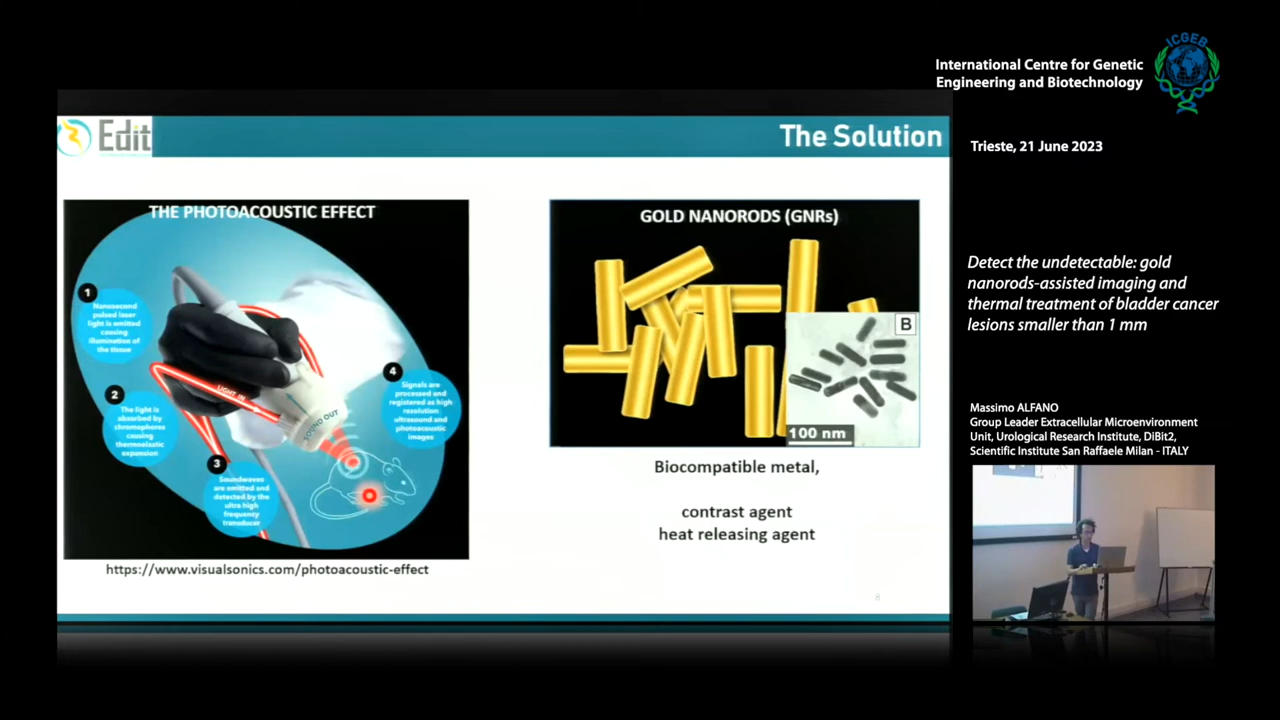 International Centre for Genetic
Engineering and Biotechnology
ICGEB
Trieste, 21 June 2023
Detect the undetectable: gold
nanorods-assisted imaging and
thermal treatment of bladder cancer
lesions smaller than 1 mm
Massimo ALFANO
Group Leader Extracellular Microenvironment
Unit, Urological Research Institute, DiBit2,
Scientific Institute San Raffaele Milan - ITALY
Edit
The Solution
THE PHOTOACOUSTIC EFFECT
1
Nanosecond
pulsed laser
light is emitted
causing
illumination of
the tissue
2
The light is
absorbed by
chromophores
causing
thermoelastic
expansion
3
Soundwaves
are emitted and
detected by the
ultra high
frequency
transducer
4
Signals are
processed and
registered as high
resolution
ultrasound and
photoacoustic
images
LIGHT IN
SOUND OUT
https://www.visualsonics.com/photoacoustic-effect
GOLD NANORODS (GNRs)
B
100 nm
Biocompatible metal,
contrast agent
heat releasing agent
8